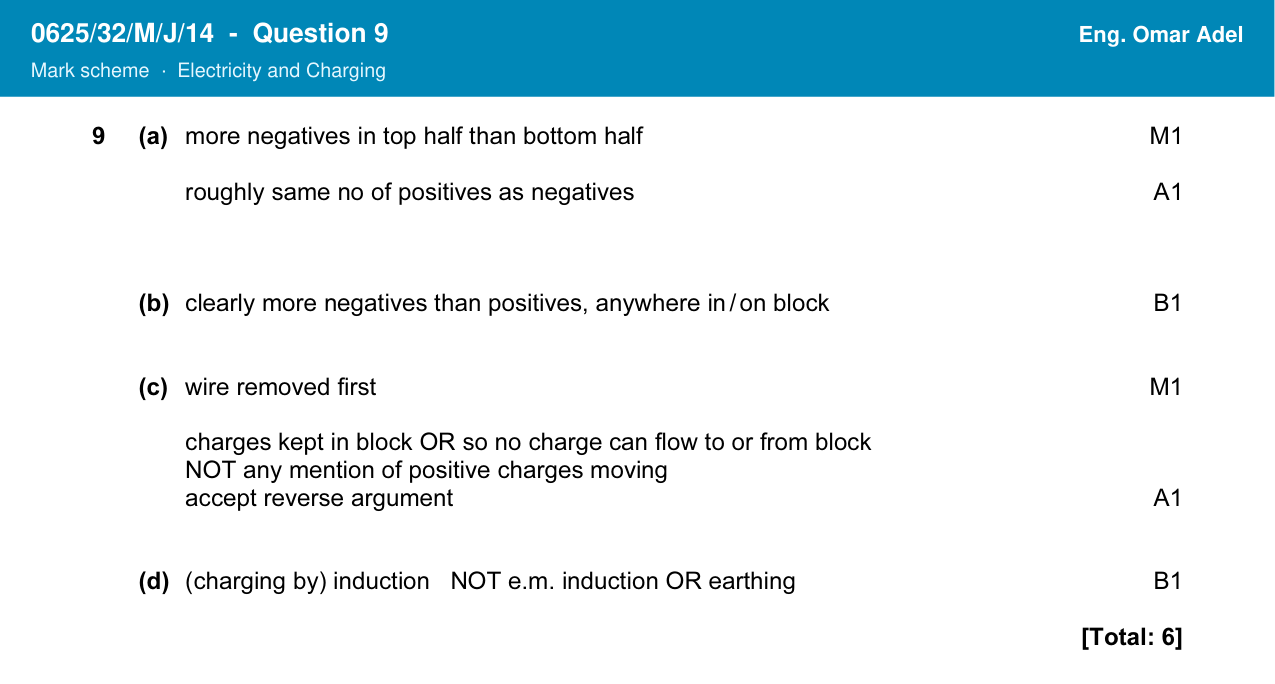 0625/32/M/J/14 - Question 9
Eng. Omar Adel
Mark scheme · Electricity and Charging
9 (a) more negatives in top half than bottom half M1
roughly same no of positives as negatives A1
(b) clearly more negatives than positives, anywhere in/on block B1
(c) wire removed first M1
charges kept in block OR so no charge can flow to or from block
NOT any mention of positive charges moving
accept reverse argument A1
(d) (charging by) induction NOT e.m. induction OR earthing B1
[Total: 6]